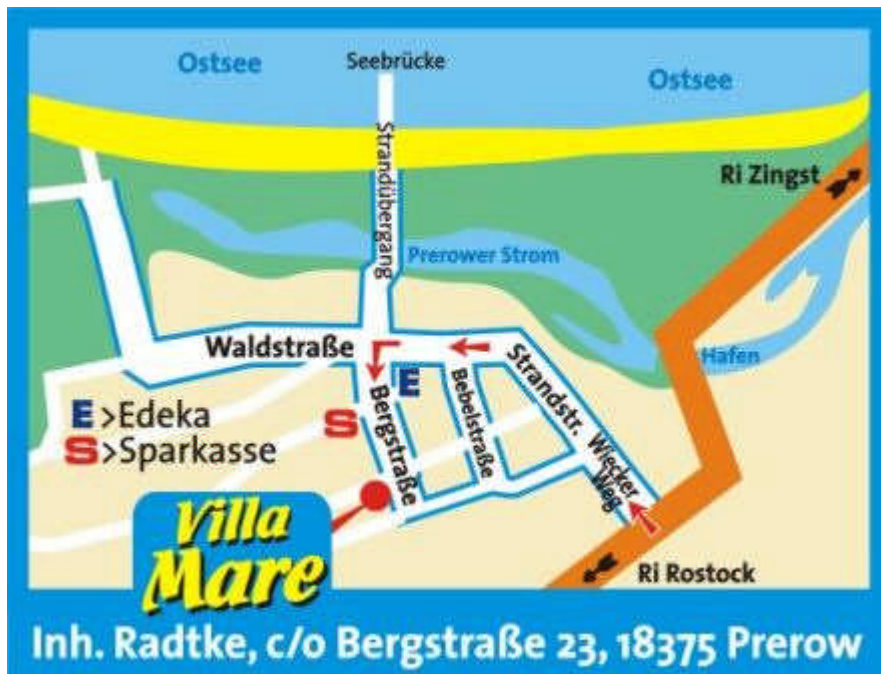 Ostsee
Seebrücke
Ostsee
Strandübergang
Ri Zingst
Prerower Strom
Waldstraße
Hafen
Strandstr.
E
Bebelstraße
Bergstraße
E >Edeka
S
S>Sparkasse
Wiecker
Weg
Villa
Mare
Ri Rostock
Inh. Radtke, c/o Bergstraße 23, 18375 Prerow